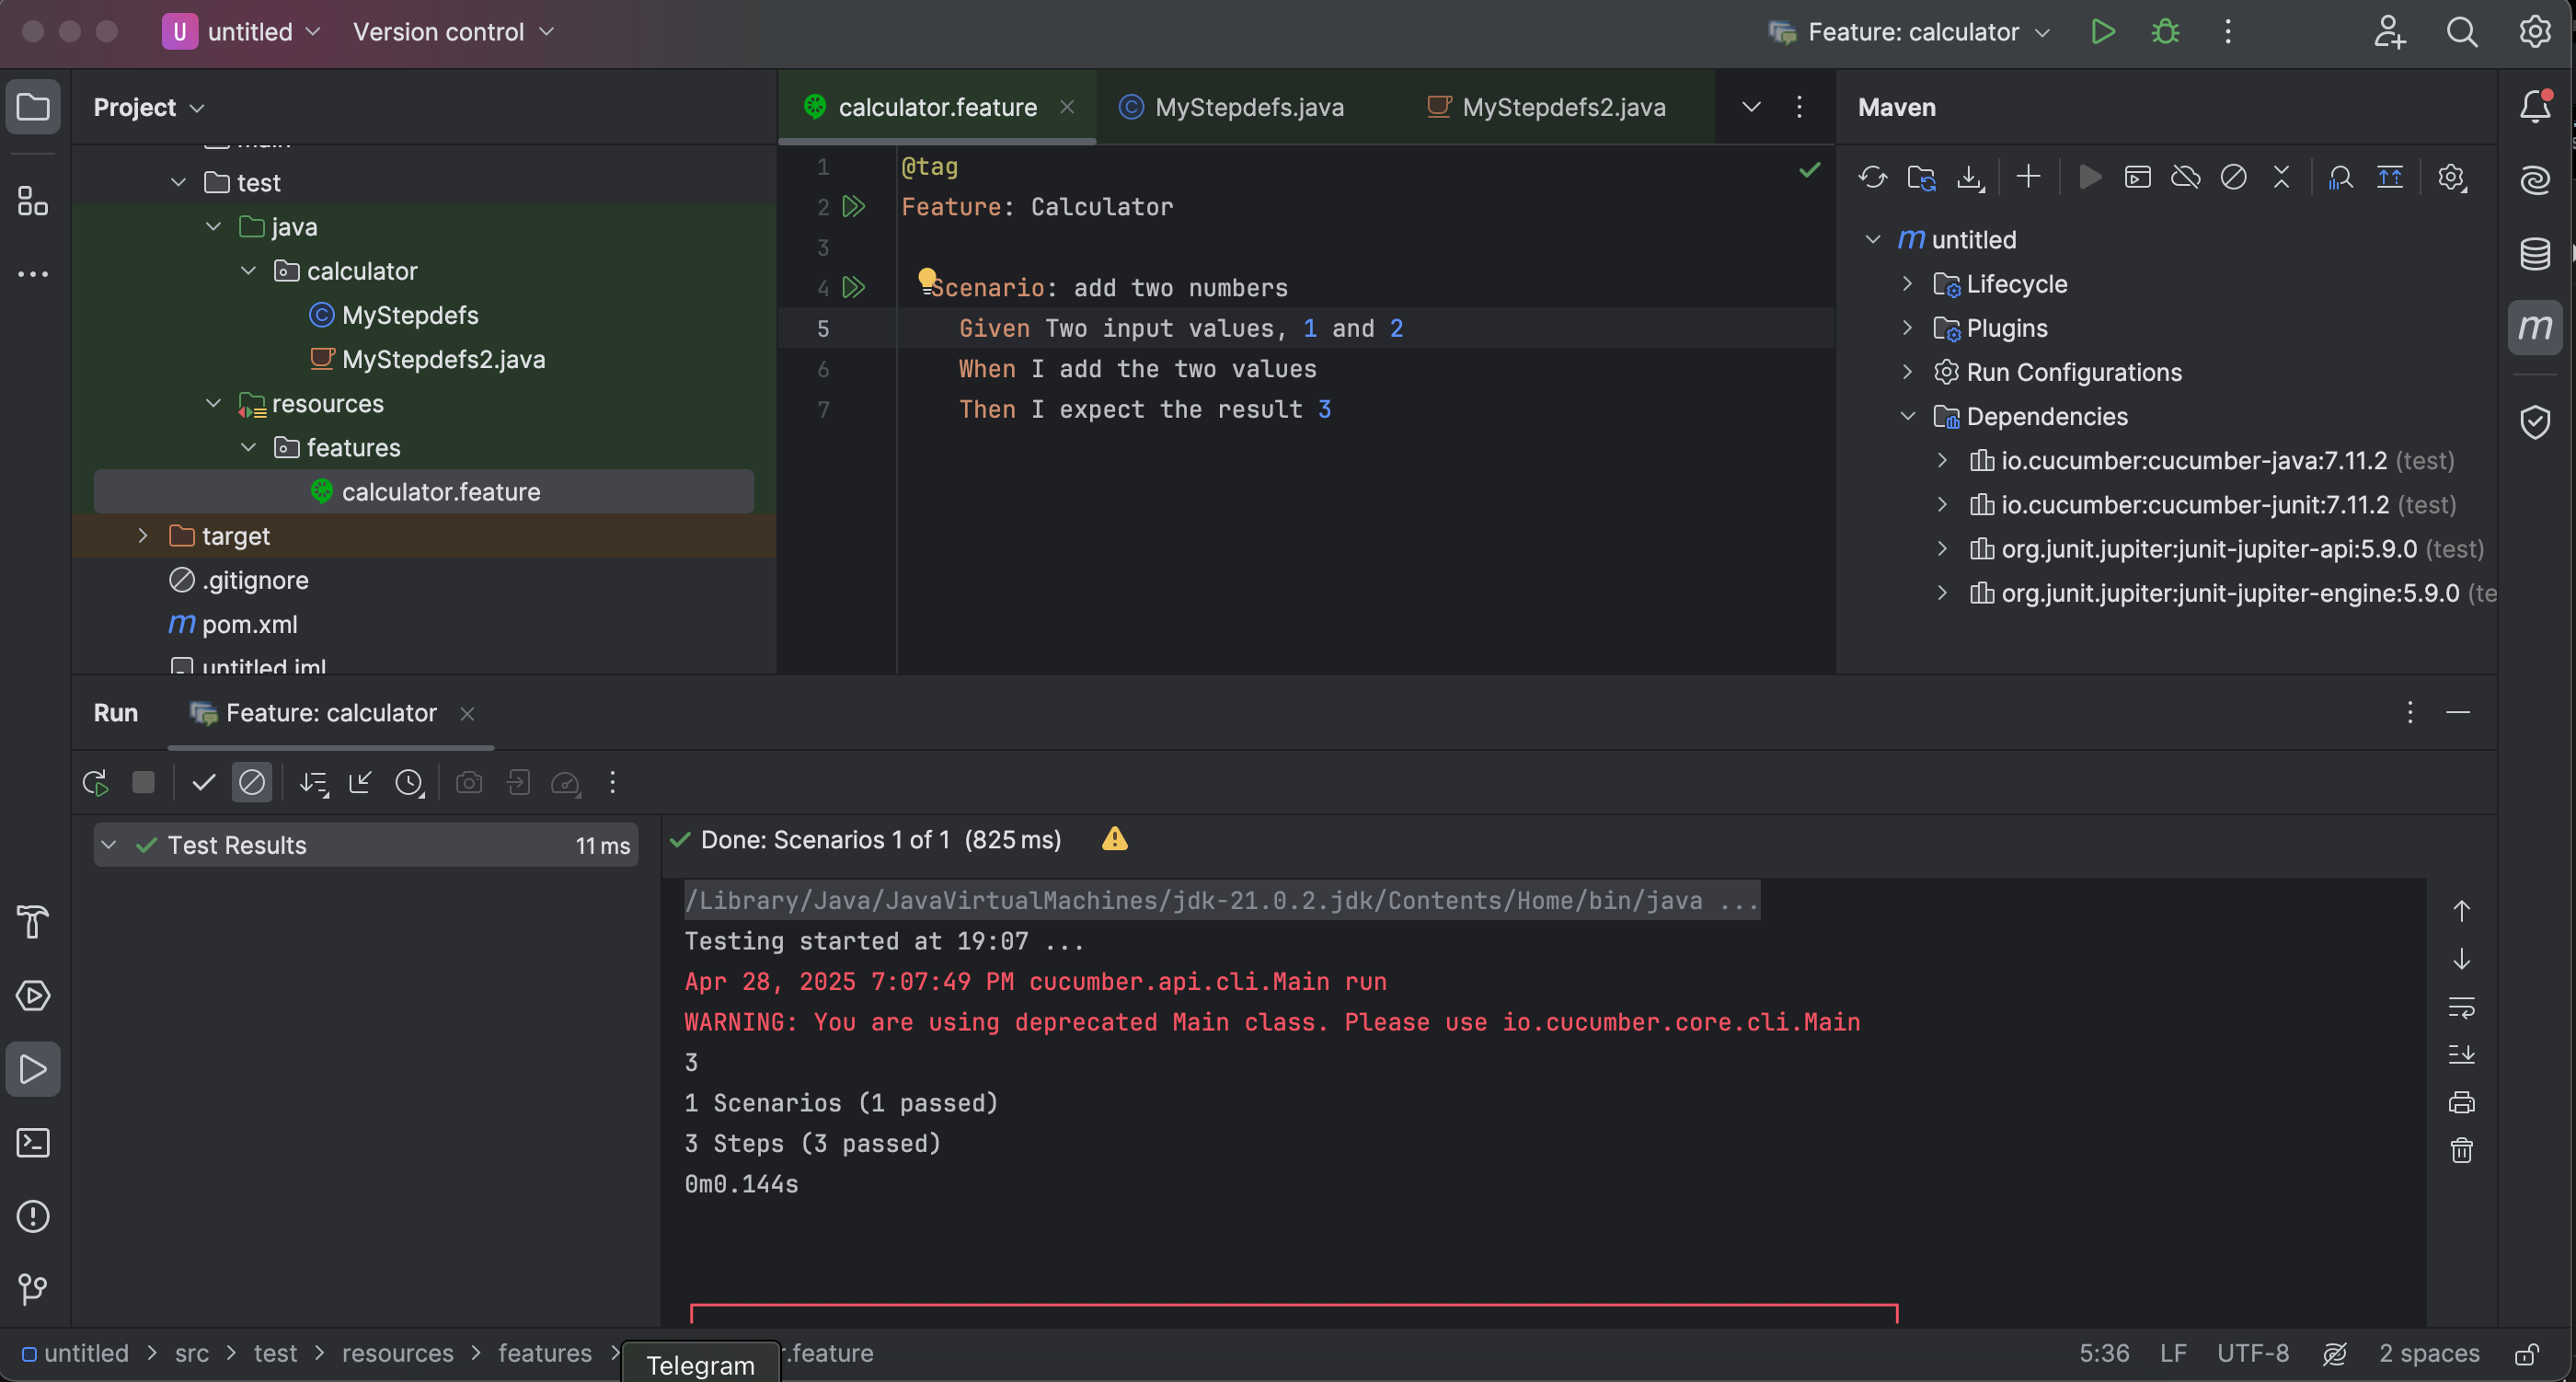 U untitled Version control Feature: calculator
Project
calculator.feature MyStepdefs.java MyStepdefs2.java
Maven
main
test
java
calculator
MyStepdefs
MyStepdefs2.java
resources
features
calculator.feature
target
.gitignore
m pom.xml
untitled.iml
1 @tag
2 Feature: Calculator
3
4 Scenario: add two numbers
5 Given Two input values, 1 and 2
6 When I add the two values
7 Then I expect the result 3
m untitled
Lifecycle
Plugins
Run Configurations
Dependencies
io.cucumber:cucumber-java:7.11.2 (test)
io.cucumber:cucumber-junit:7.11.2 (test)
org.junit.jupiter:junit-jupiter-api:5.9.0 (test)
org.junit.jupiter:junit-jupiter-engine:5.9.0 (te
m
Run Feature: calculator
Test Results 11 ms
Done: Scenarios 1 of 1 (825 ms)
/Library/Java/JavaVirtualMachines/jdk-21.0.2.jdk/Contents/Home/bin/java ...
Testing started at 19:07 ...
Apr 28, 2025 7:07:49 PM cucumber.api.cli.Main run
WARNING: You are using deprecated Main class. Please use io.cucumber.core.cli.Main
3
1 Scenarios (1 passed)
3 Steps (3 passed)
0m0.144s
untitled > src > test > resources > features > r.feature
Telegram
5:36 LF UTF-8 2 spaces